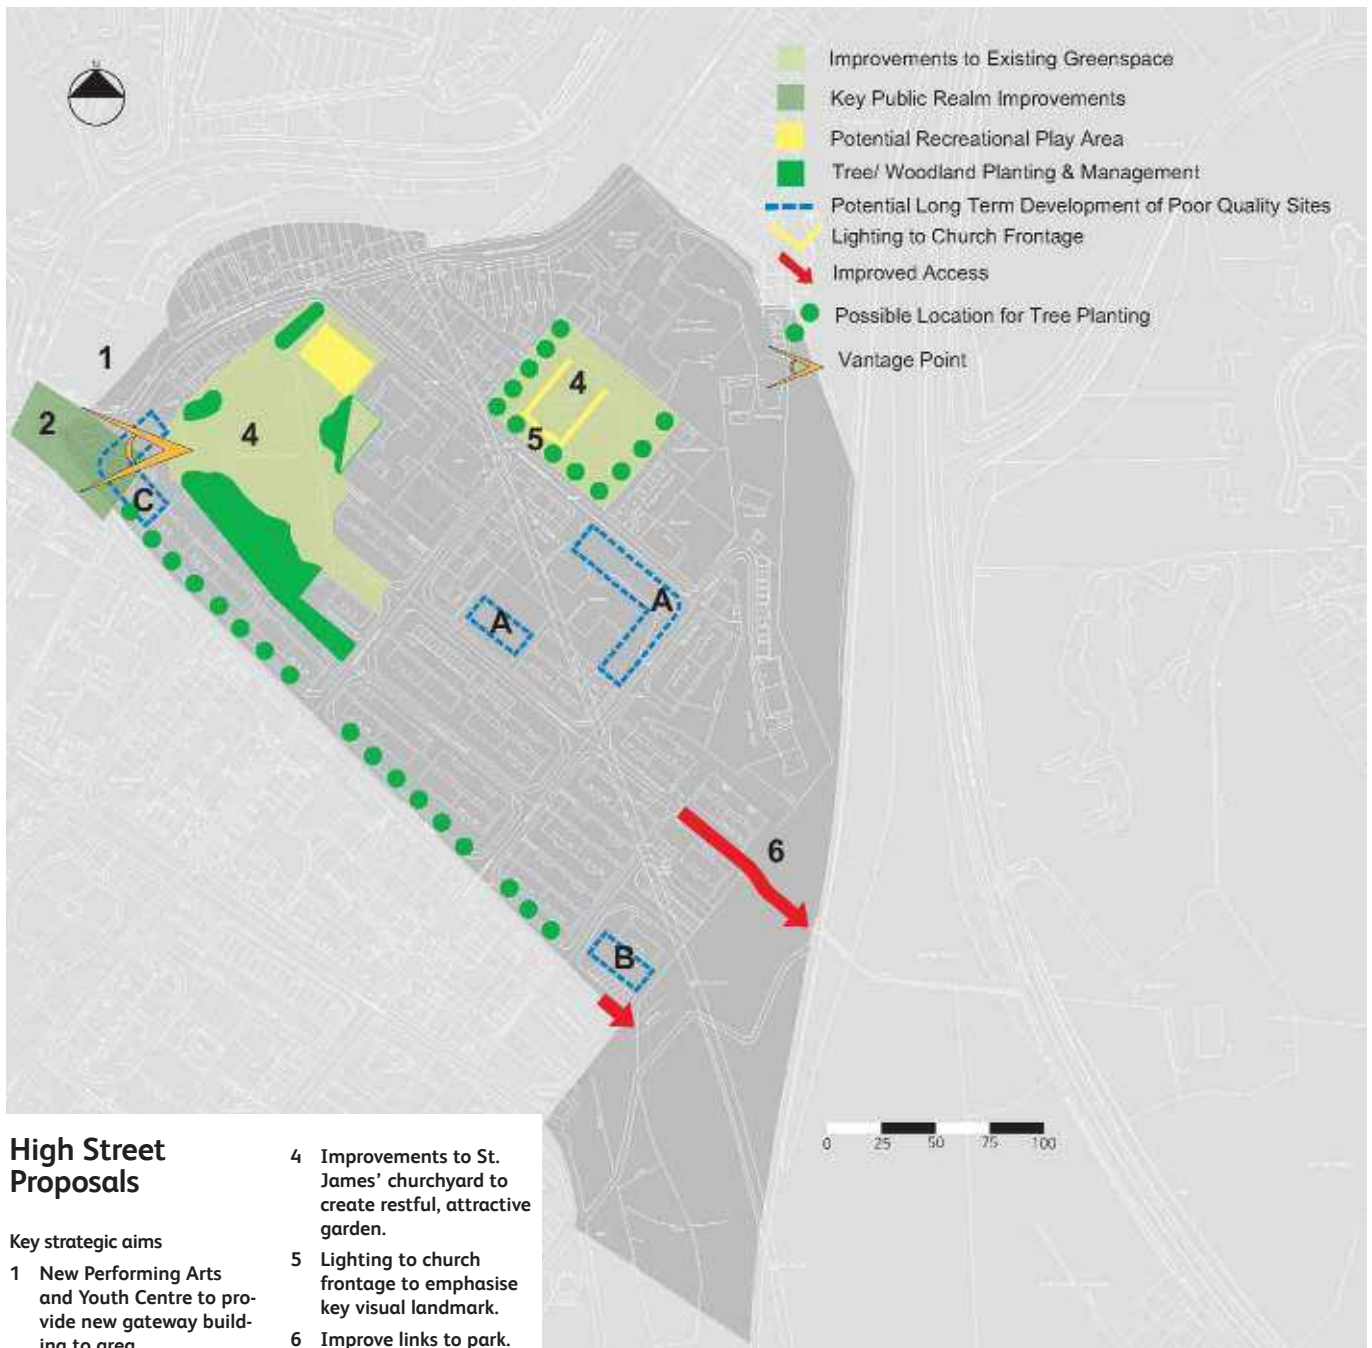 N
Improvements to Existing Greenspace
Key Public Realm Improvements
Potential Recreational Play Area
Tree/ Woodland Planting & Management
Potential Long Term Development of Poor Quality Sites
Lighting to Church Frontage
Improved Access
Possible Location for Tree Planting
Vantage Point
1
2
4
C
4
5
A
A
6
B
0 25 50 75 100
High Street
Proposals
Key strategic aims
1 New Performing Arts
and Youth Centre to pro-
vide new gateway build-
ing to area
4 Improvements to St.
James’ churchyard to
create restful, attractive
garden.
5 Lighting to church
frontage to emphasise
key visual landmark.
6 Improve links to park.